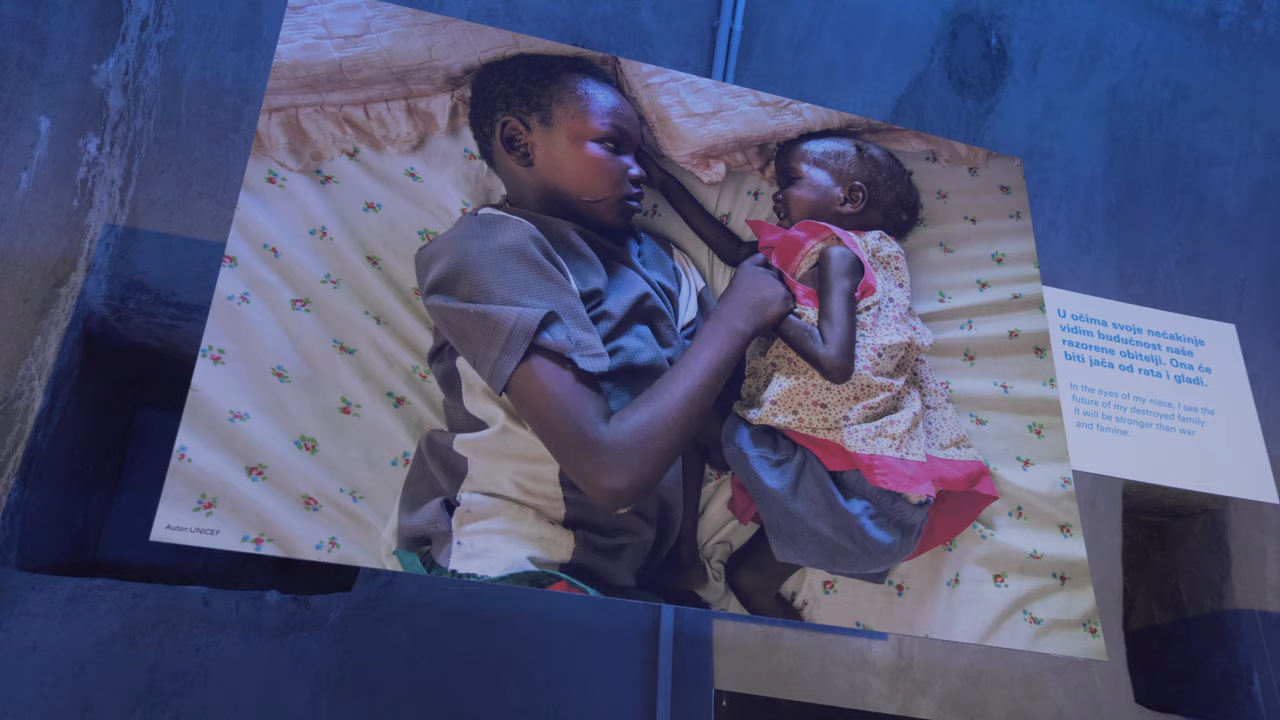 U očima svoje nećakinje
vidim budućnost naše
razorene obitelji. Ona će
biti jača od rata i gladi.
In the eyes of my niece, I see the
future of my destroyed family.
It will be stronger than war
and famine.
Autor:UNICEF